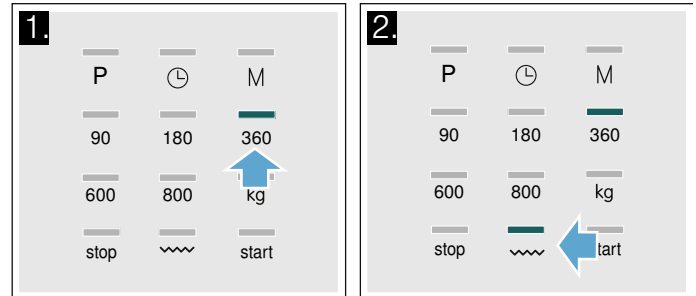 1.
P M
90 180 360
600 800 kg
stop start
2.
P M
90 180 360
600 800 kg
stop tart